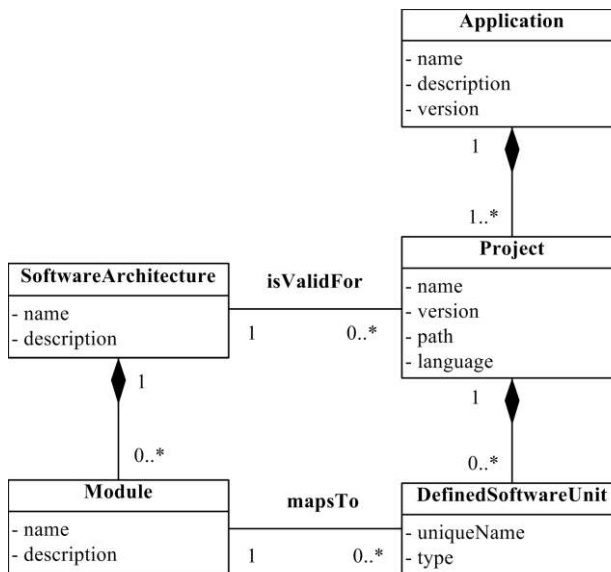 Application
- name
- description
- version
1
1..*
Project
- name
- version
- path
- language
SoftwareArchitecture
- name
- description
isValidFor
1
0..*
1
0..*
1
0..*
Module
- name
- description
mapsTo
1
0..*
DefinedSoftwareUnit
- uniqueName
- type